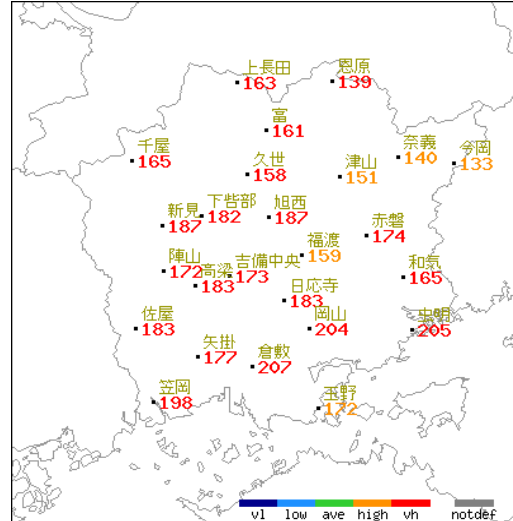 上長田
163
恩原
139
富
161
千屋
165
久世
158
津山
151
奈義
140
今岡
133
新見
187
下呰部
182
旭西
187
赤磐
174
福渡
159
陣山
172
高梁
183
吉備中央
173
和気
165
日応寺
183
佐屋
183
岡山
204
虫明
205
矢掛
177
倉敷
207
笠岡
198
玉野
172
vl low ave high vh notdef